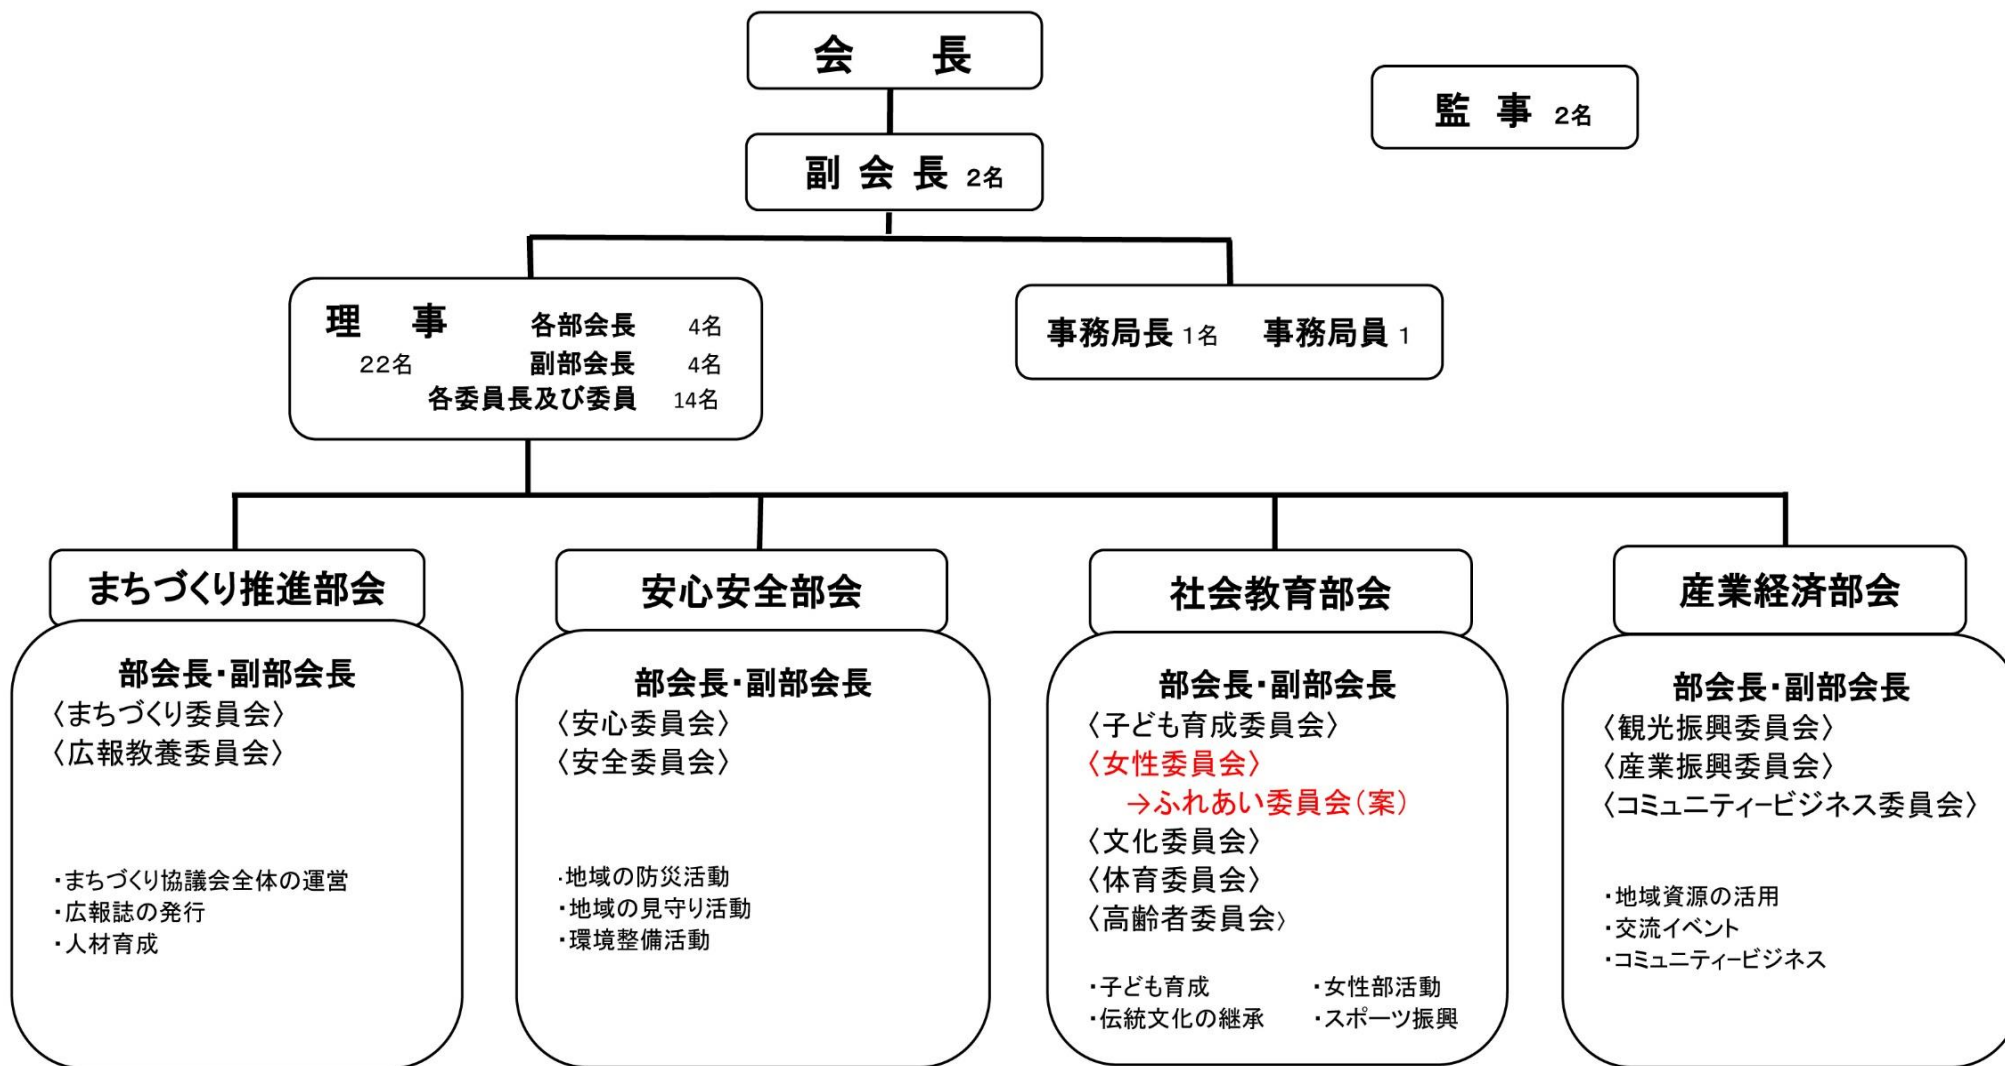 会　長
監 事 2名
副 会 長 2名
理　事　各部会長　4名
22名　副部会長　4名
各委員長及び委員　14名
事務局長 1名　事務局員 1
まちづくり推進部会
部会長・副部会長
〈まちづくり委員会〉
〈広報教養委員会〉
・まちづくり協議会全体の運営
・広報誌の発行
・人材育成
安心安全部会
部会長・副部会長
〈安心委員会〉
〈安全委員会〉
・地域の防災活動
・地域の見守り活動
・環境整備活動
社会教育部会
部会長・副部会長
〈子ども育成委員会〉
〈女性委員会〉
→ふれあい委員会(案)
〈文化委員会〉
〈体育委員会〉
〈高齢者委員会〉
・子ども育成　・女性部活動
・伝統文化の継承　・スポーツ振興
産業経済部会
部会長・副部会長
〈観光振興委員会〉
〈産業振興委員会〉
〈コミュニティービジネス委員会〉
・地域資源の活用
・交流イベント
・コミュニティービジネス